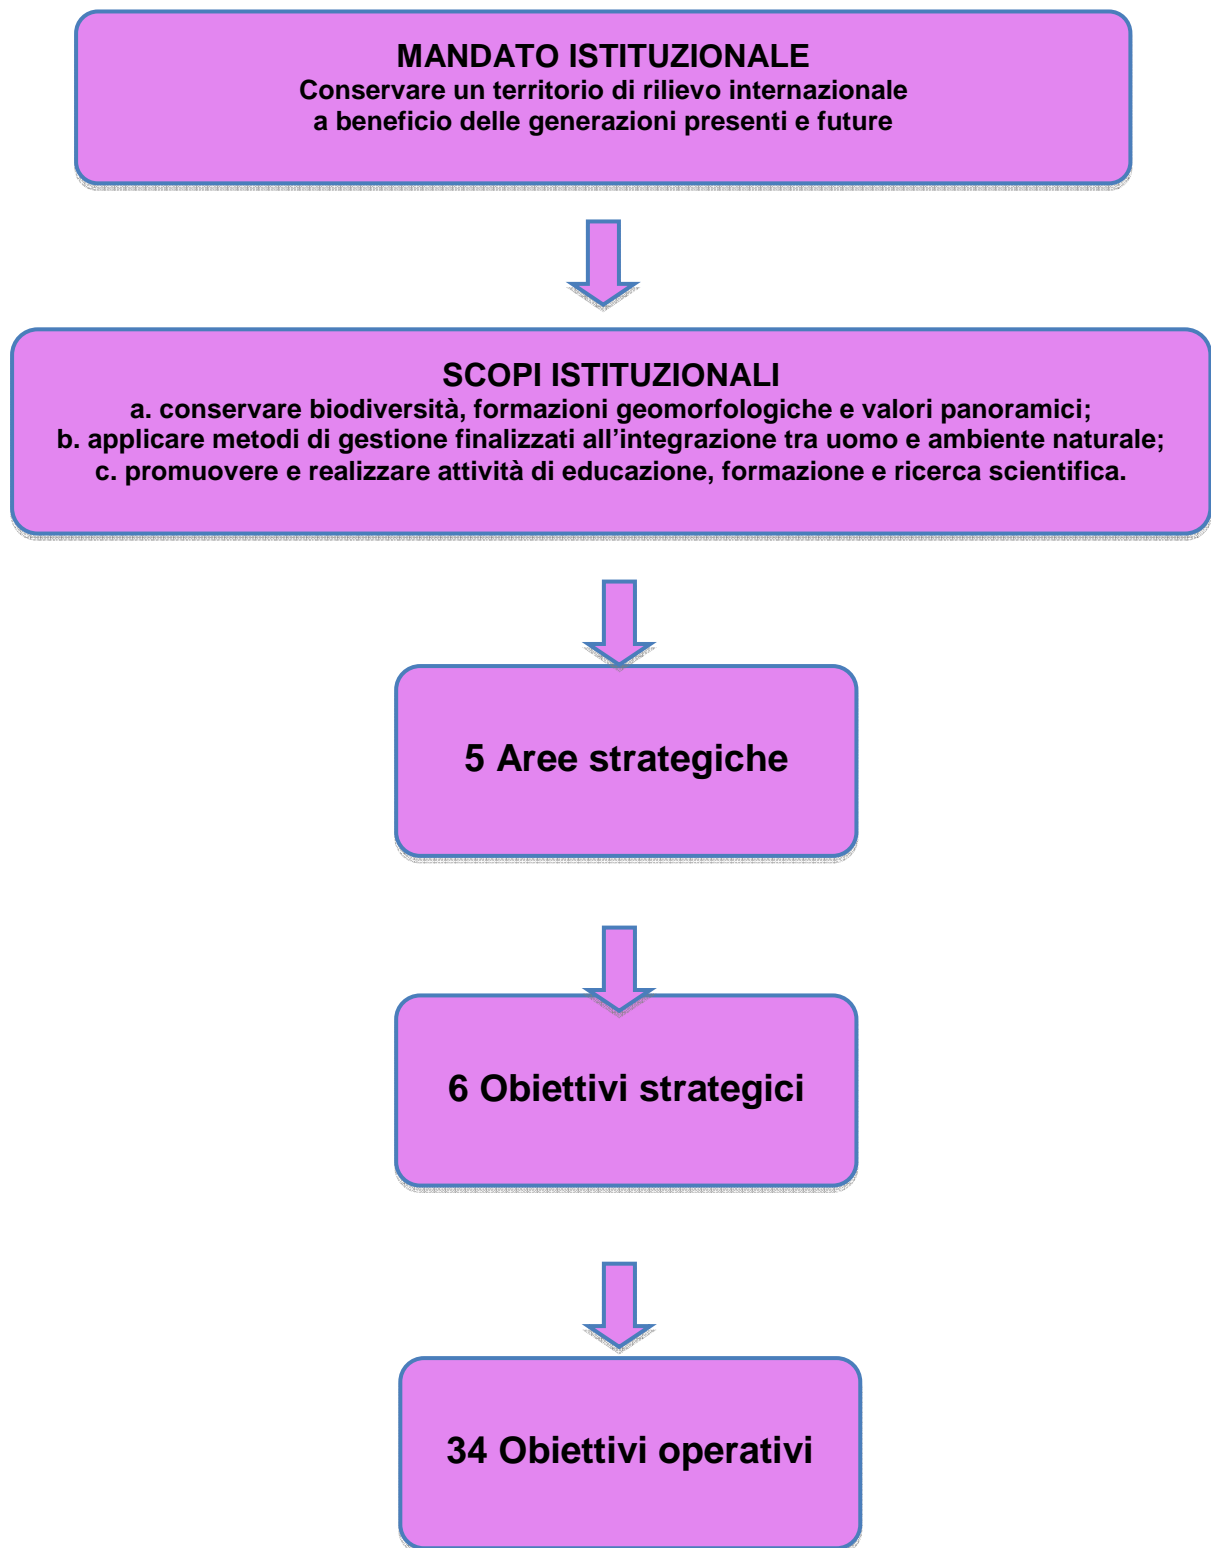 MANDATO ISTITUZIONALE
Conservare un territorio di rilievo internazionale
a beneficio delle generazioni presenti e future
SCOPI ISTITUZIONALI
a. conservare biodiversità, formazioni geomorfologiche e valori panoramici;
b. applicare metodi di gestione finalizzati all’integrazione tra uomo e ambiente naturale;
c. promuovere e realizzare attività di educazione, formazione e ricerca scientifica.
5 Aree strategiche
6 Obiettivi strategici
34 Obiettivi operativi